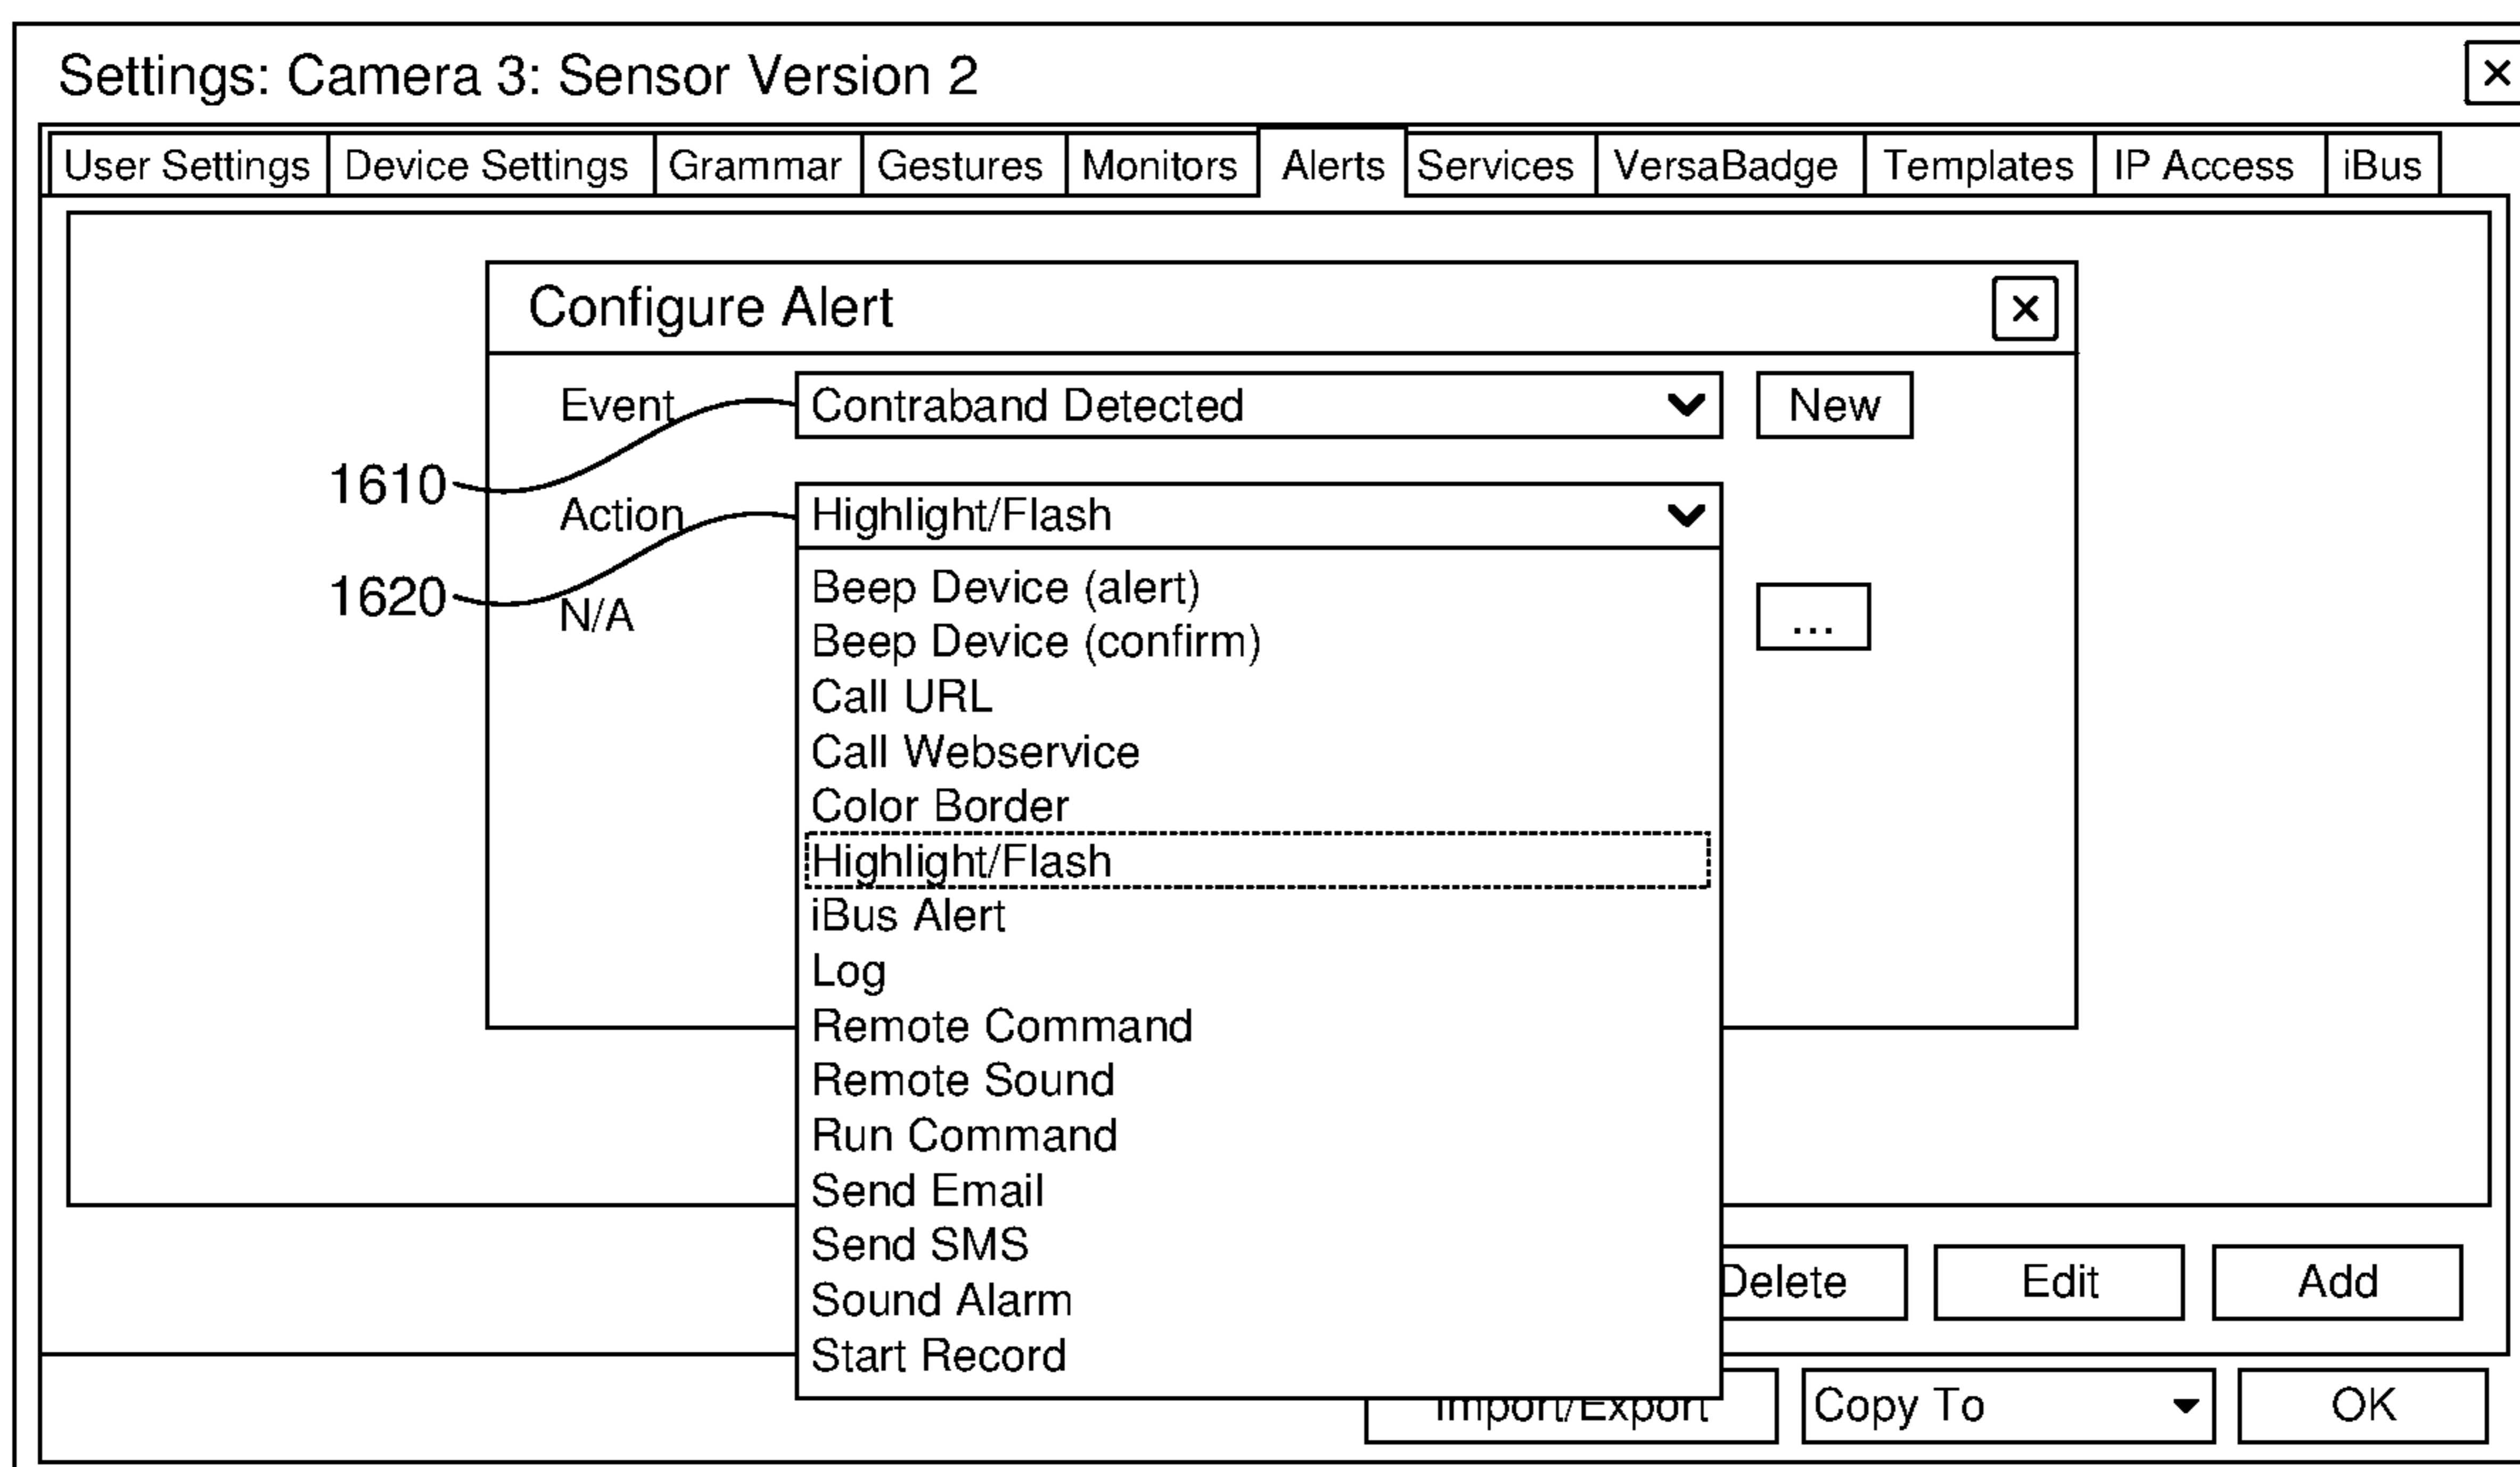 Settings: Camera 3: Sensor Version 2
User Settings Device Settings Grammar Gestures Monitors Alerts Services VersaBadge Templates IP Access iBus
Configure Alert
Event Contraband Detected New
1610
Action Highlight/Flash
1620
N/A ...
Beep Device (alert)
Beep Device (confirm)
Call URL
Call Webservice
Color Border
Highlight/Flash
iBus Alert
Log
Remote Command
Remote Sound
Run Command
Send Email
Send SMS
Sound Alarm
Start Record
Delete Edit Add
Import/Export Copy To OK